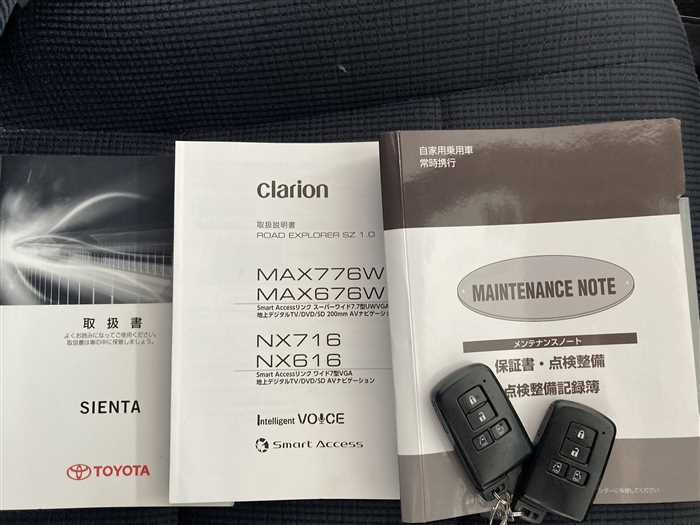 取扱書
よくお読みになってご使用ください。
取扱書は車の中に保管しましょう。
SIENTA
TOYOTA
Clarion
取扱説明書
ROAD EXPLORER SZ 1.0
MAX776W
MAX676W
Smart Accessリンク スーパーワイド7.7型UWVGA
地上デジタルTV/DVD/SD 200mm AVナビゲーション
NX716
NX616
Smart Accessリンク ワイド7型VGA
地上デジタルTV/DVD/SD AVナビゲーション
Intelligent VOICE
Smart Access
自家用乗用車
常時携行
MAINTENANCE NOTE
メンテナンスノート
保証書・点検整備
点検整備記録簿